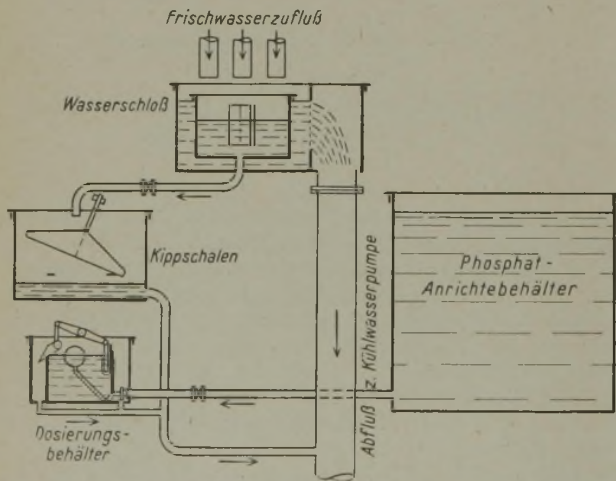 Frischwasserzufluß
Wasserschloß
Kippschalen
Phosphat-
Anrichtebehälter
Abfluß z. Kühlwasserpumpe
Dosierungs-
behälter